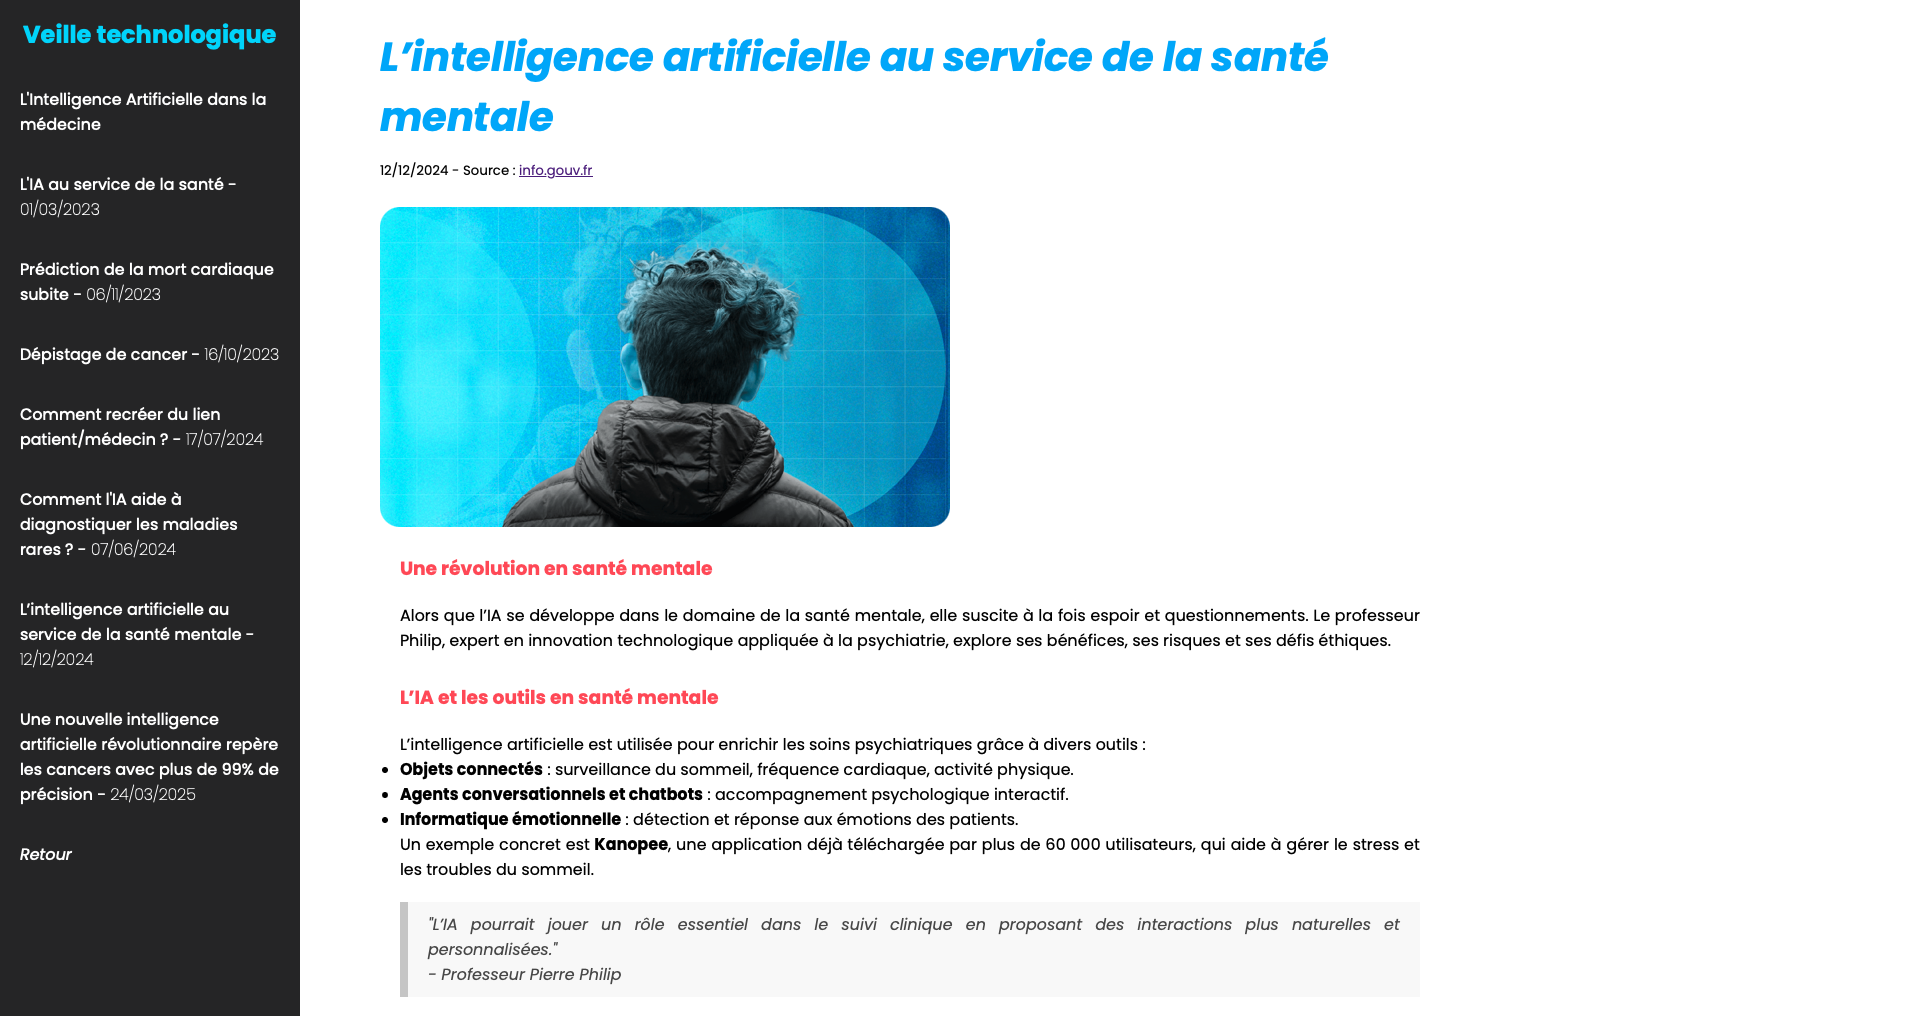 Veille technologique
L'Intelligence Artificielle dans la
médecine
L'IA au service de la santé -
01/03/2023
Prédiction de la mort cardiaque
subite - 06/11/2023
Dépistage de cancer - 16/10/2023
Comment recréer du lien
patient/médecin ? - 17/07/2024
Comment l'IA aide à
diagnostiquer les maladies
rares ? - 07/06/2024
L’intelligence artificielle au
service de la santé mentale -
12/12/2024
Une nouvelle intelligence
artificielle révolutionnaire repère
les cancers avec plus de 99% de
précision - 24/03/2025
Retour
L’intelligence artificielle au service de la santé
mentale
12/12/2024 - Source : info.gouv.fr
Une révolution en santé mentale
Alors que l’IA se développe dans le domaine de la santé mentale, elle suscite à la fois espoir et questionnements. Le professeur
Philip, expert en innovation technologique appliquée à la psychiatrie, explore ses bénéfices, ses risques et ses défis éthiques.
L’IA et les outils en santé mentale
L’intelligence artificielle est utilisée pour enrichir les soins psychiatriques grâce à divers outils :
• Objets connectés : surveillance du sommeil, fréquence cardiaque, activité physique.
• Agents conversationnels et chatbots : accompagnement psychologique interactif.
• Informatique émotionnelle : détection et réponse aux émotions des patients.
Un exemple concret est Kanopee, une application déjà téléchargée par plus de 60 000 utilisateurs, qui aide à gérer le stress et
les troubles du sommeil.
"L’IA pourrait jouer un rôle essentiel dans le suivi clinique en proposant des interactions plus naturelles et
personnalisées."
- Professeur Pierre Philip